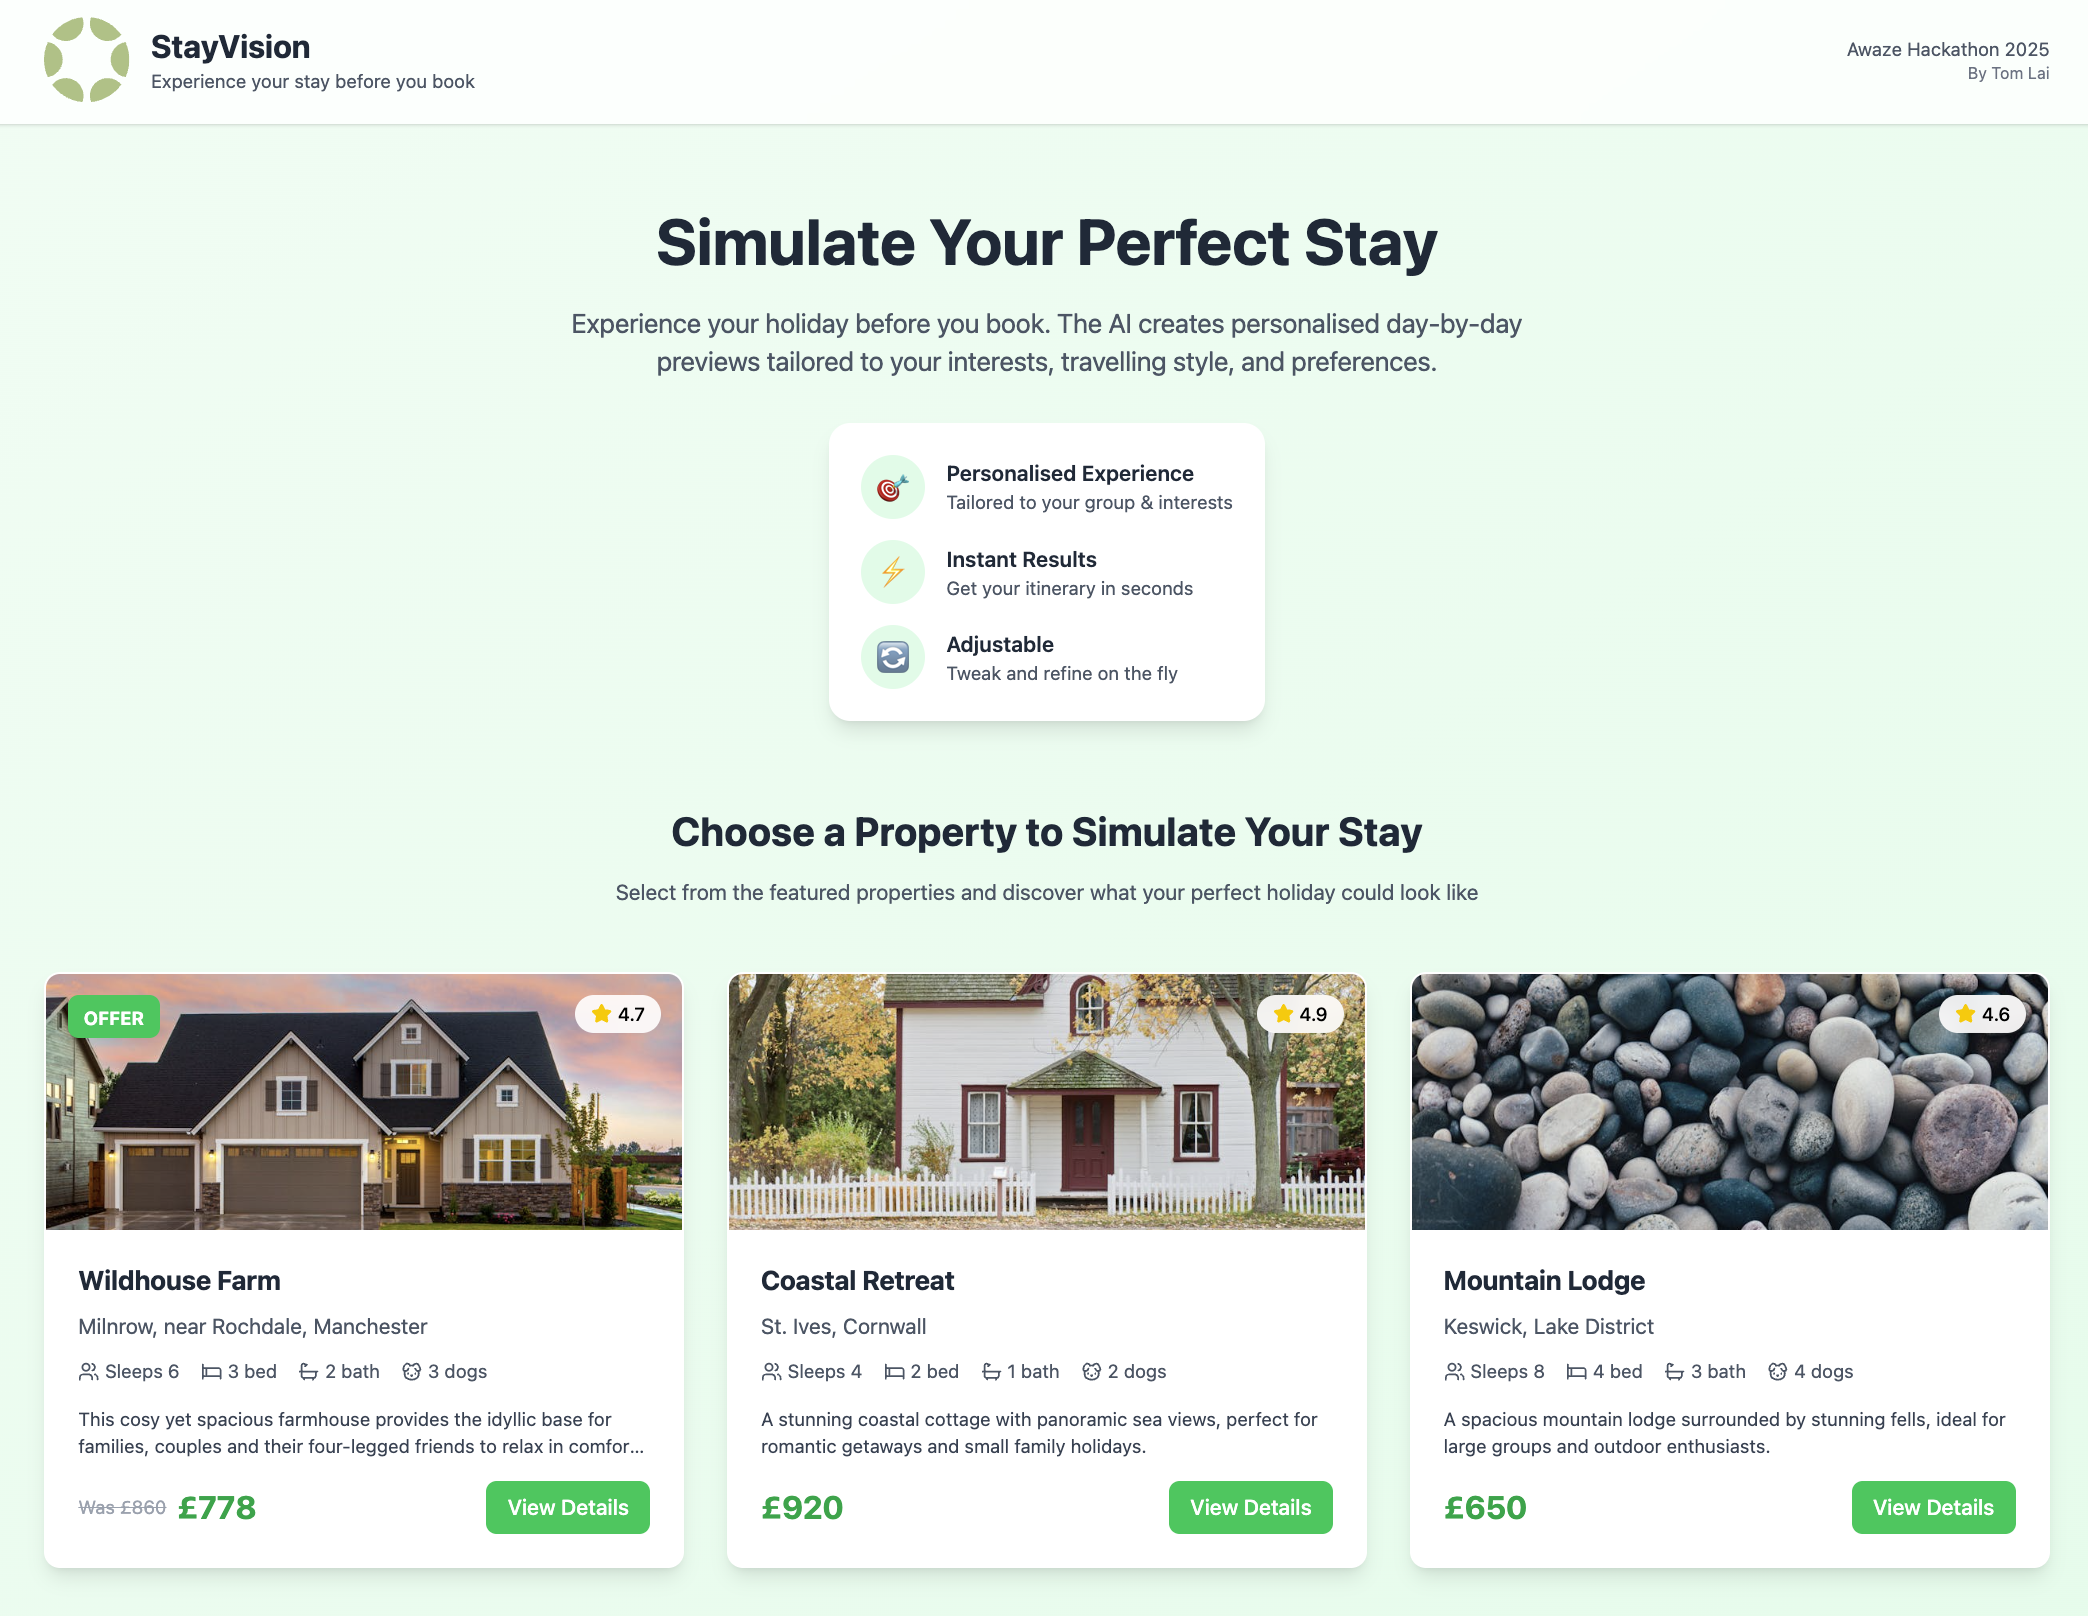 StayVision
Experience your stay before you book
Awaze Hackathon 2025
By Tom Lai
Simulate Your Perfect Stay
Experience your holiday before you book. The AI creates personalised day-by-day
previews tailored to your interests, travelling style, and preferences.
Personalised Experience
Tailored to your group & interests
Instant Results
Get your itinerary in seconds
Adjustable
Tweak and refine on the fly
Choose a Property to Simulate Your Stay
Select from the featured properties and discover what your perfect holiday could look like
OFFER
4.7
Wildhouse Farm
Milnrow, near Rochdale, Manchester
Sleeps 6 3 bed 2 bath 3 dogs
This cosy yet spacious farmhouse provides the idyllic base for
families, couples and their four-legged friends to relax in comfor...
Was £860 £778
View Details
4.9
Coastal Retreat
St. Ives, Cornwall
Sleeps 4 2 bed 1 bath 2 dogs
A stunning coastal cottage with panoramic sea views, perfect for
romantic getaways and small family holidays.
£920
View Details
4.6
Mountain Lodge
Keswick, Lake District
Sleeps 8 4 bed 3 bath 4 dogs
A spacious mountain lodge surrounded by stunning fells, ideal for
large groups and outdoor enthusiasts.
£650
View Details